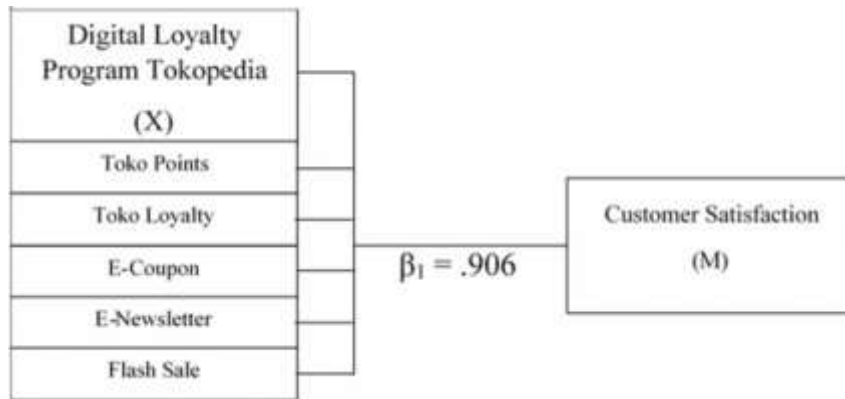 Digital Loyalty
Program Tokopedia
(X)
Toko Points
Toko Loyalty
E-Coupon
E-Newsletter
Flash Sale
β1 = .906
Customer Satisfaction
(M)